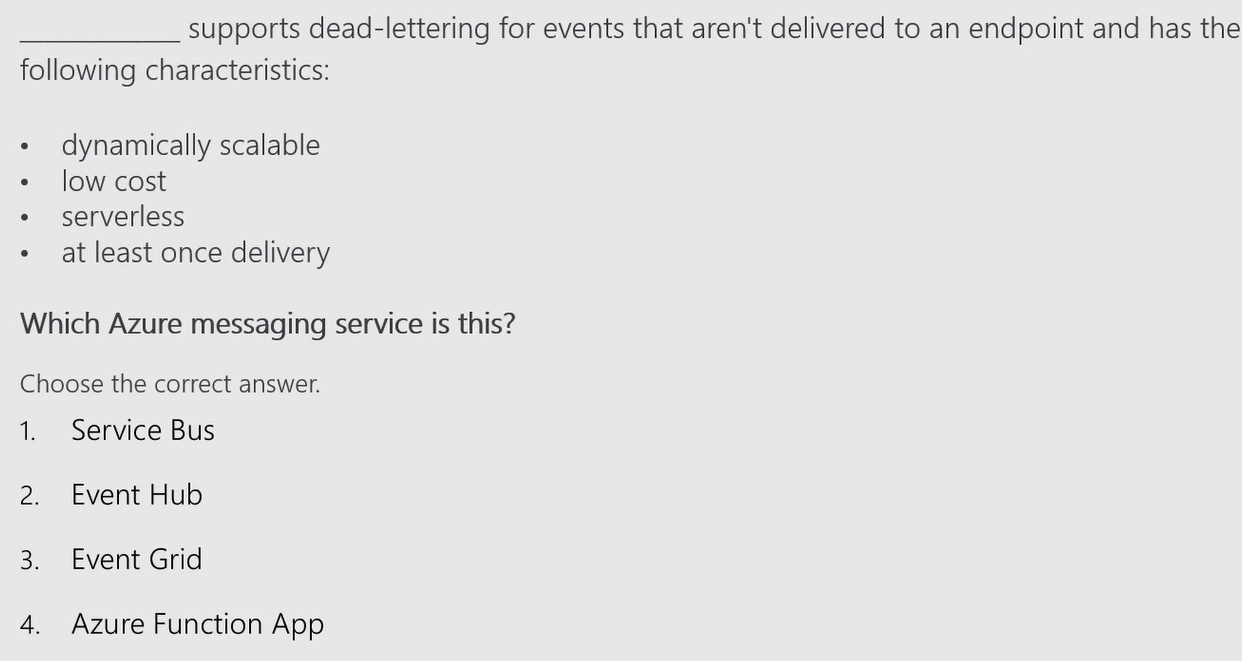 _____________ supports dead-lettering for events that aren't delivered to an endpoint and has the
following characteristics:
• dynamically scalable
• low cost
• serverless
• at least once delivery
Which Azure messaging service is this?
Choose the correct answer.
1. Service Bus
2. Event Hub
3. Event Grid
4. Azure Function App